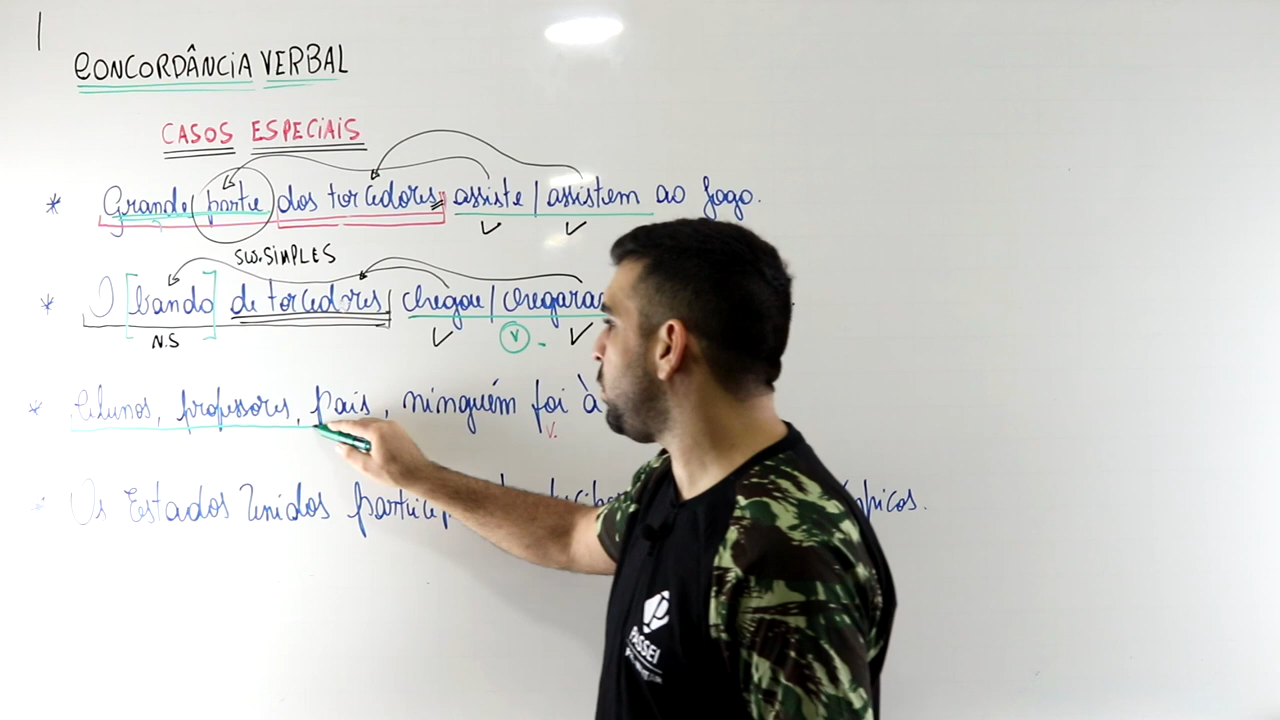 CONCORDÂNCIA VERBAL
CASOS ESPECIAIS
* Grande parte dos torcedores assiste / assistem ao jogo.
SUJ. SIMPLES
* O bando de torcedores chegou /
N.S V
* Alunos, professores, pais, ninguém foi à
V.
* Os Estados Unidos
PASSEI